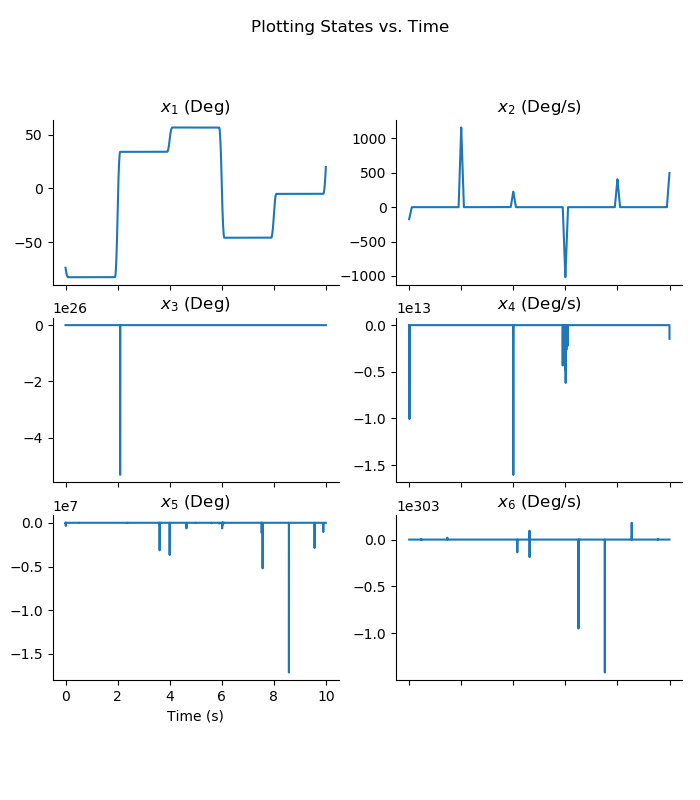 Plotting States vs. Time
x₁ (Deg)
50
0
−50
x₂ (Deg/s)
1000
500
0
−500
−1000
x₃ (Deg)
1e26
0
−2
−4
x₄ (Deg/s)
1e13
0.0
−0.5
−1.0
−1.5
x₅ (Deg)
1e7
0.0
−0.5
−1.0
−1.5
0 2 4 6 8 10
Time (s)
x₆ (Deg/s)
1e303
0.0
−0.5
−1.0